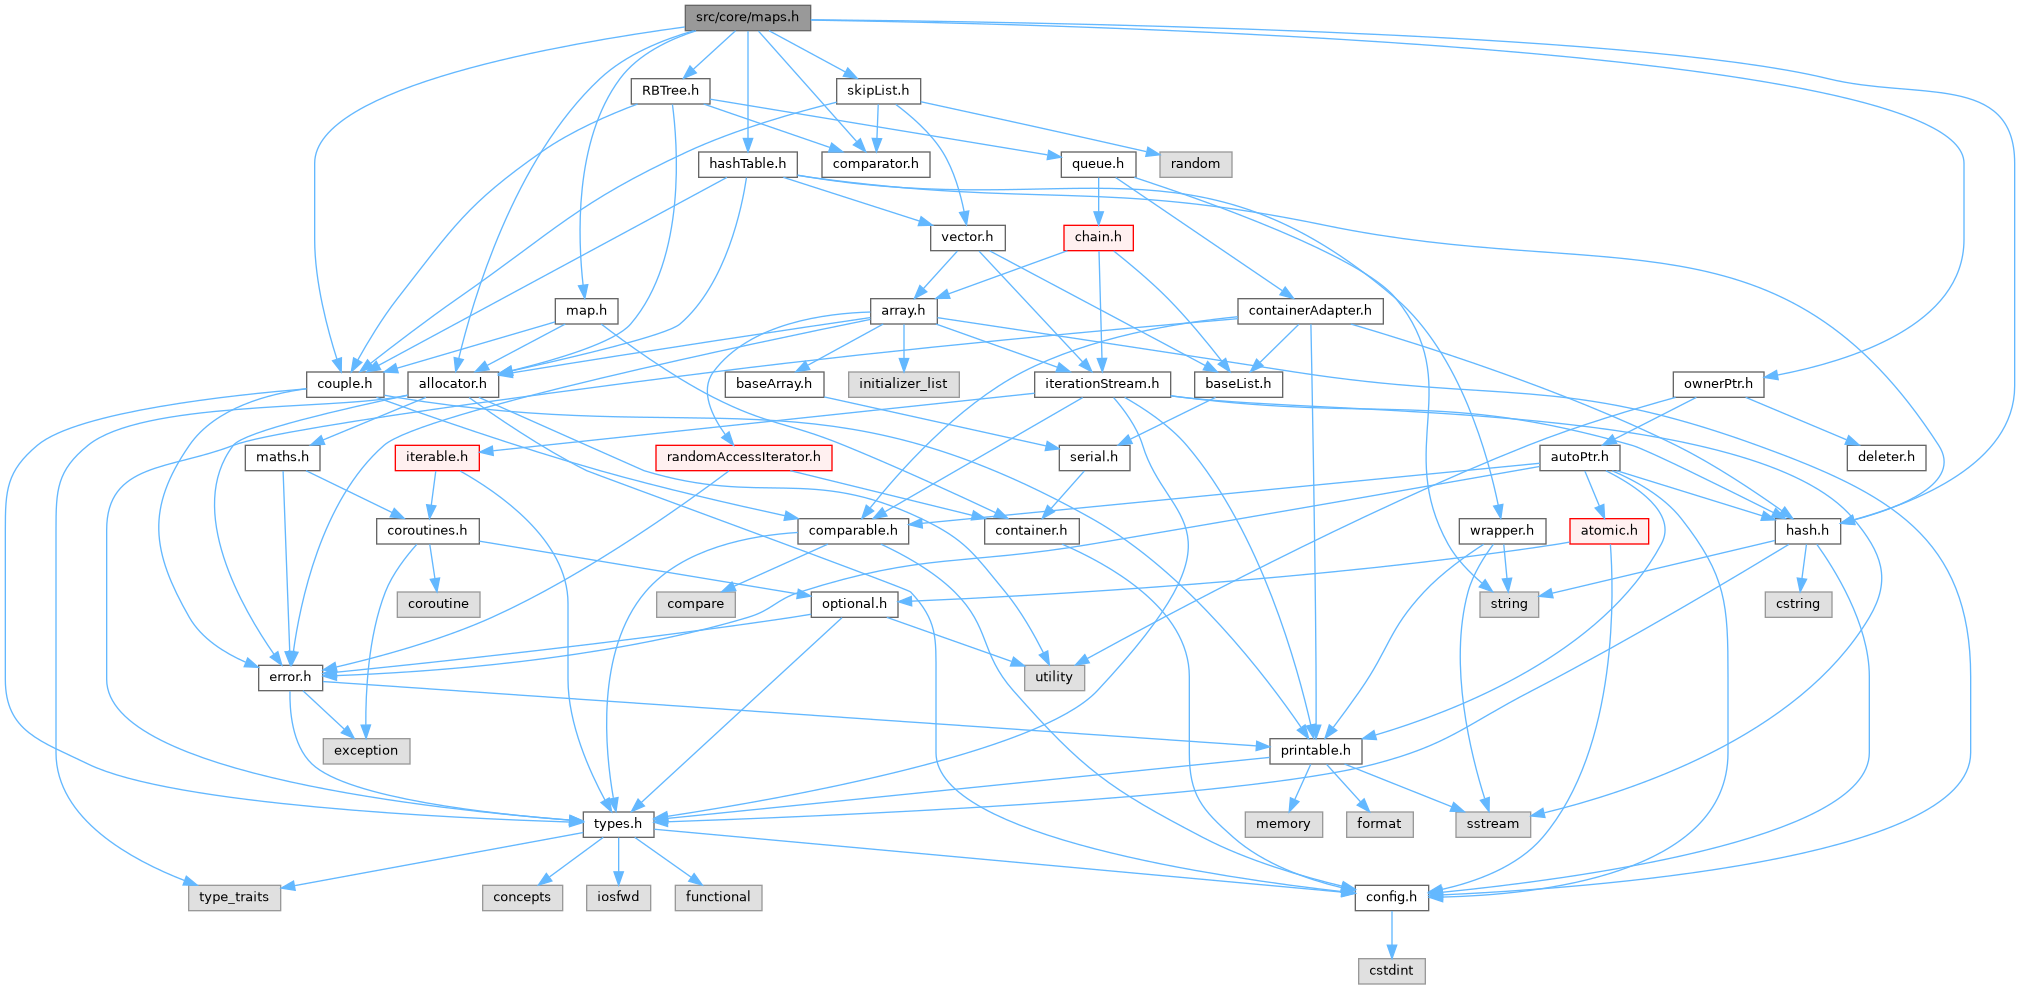 src/core/maps.h
RBTree.h
skipList.h
hashTable.h
comparator.h
queue.h
random
vector.h
chain.h
map.h
array.h
containerAdapter.h
couple.h
allocator.h
baseArray.h
initializer_list
iterationStream.h
baseList.h
ownerPtr.h
maths.h
iterable.h
randomAccessIterator.h
serial.h
autoPtr.h
deleter.h
coroutines.h
comparable.h
container.h
wrapper.h
atomic.h
hash.h
coroutine
compare
optional.h
string
cstring
error.h
utility
exception
printable.h
types.h
memory
format
sstream
type_traits
concepts
iosfwd
functional
config.h
cstdint